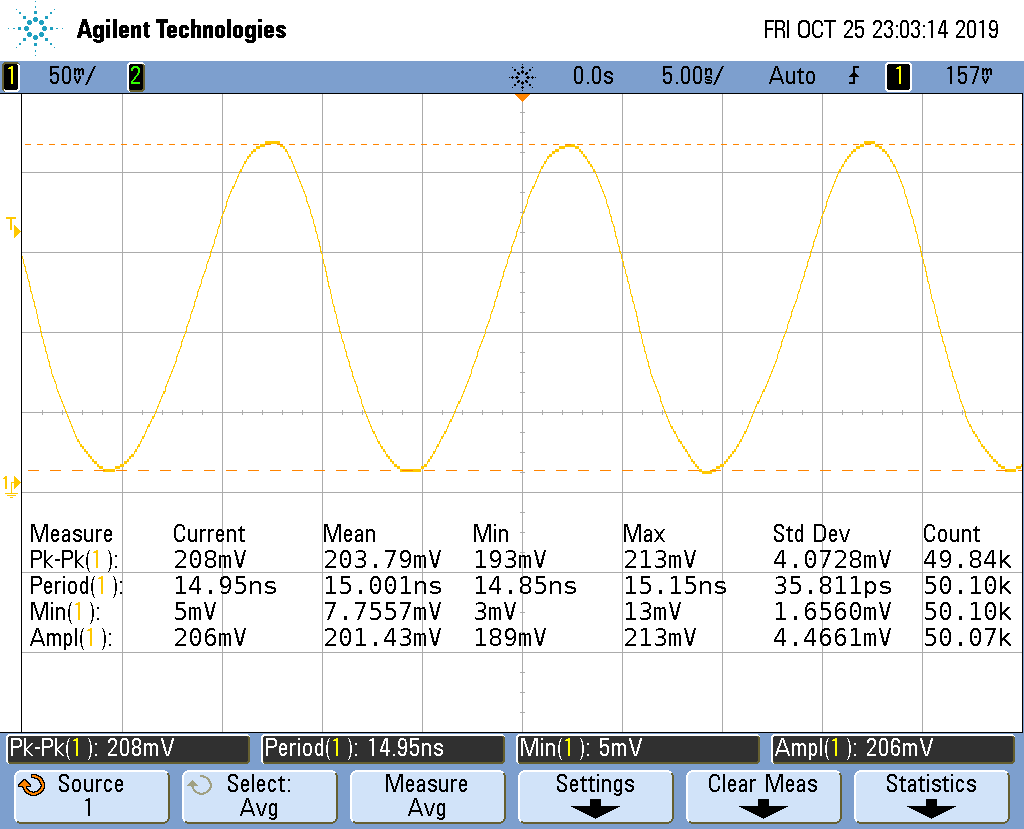 Agilent Technologies FRI OCT 25 23:03:14 2019
1 50mV/ 2 0.0s 5.00ns/ Auto 1 157mV
T
1
Measure Current Mean Min Max Std Dev Count
Pk-Pk(1): 208mV 203.79mV 193mV 213mV 4.0728mV 49.84k
Period(1): 14.95ns 15.001ns 14.85ns 15.15ns 35.811ps 50.10k
Min(1): 5mV 7.7557mV 3mV 13mV 1.6560mV 50.10k
Ampl(1): 206mV 201.43mV 189mV 213mV 4.4661mV 50.07k
Pk-Pk(1): 208mV Period(1): 14.95ns Min(1): 5mV Ampl(1): 206mV
Source Select: Measure Settings Clear Meas Statistics
1 Avg Avg